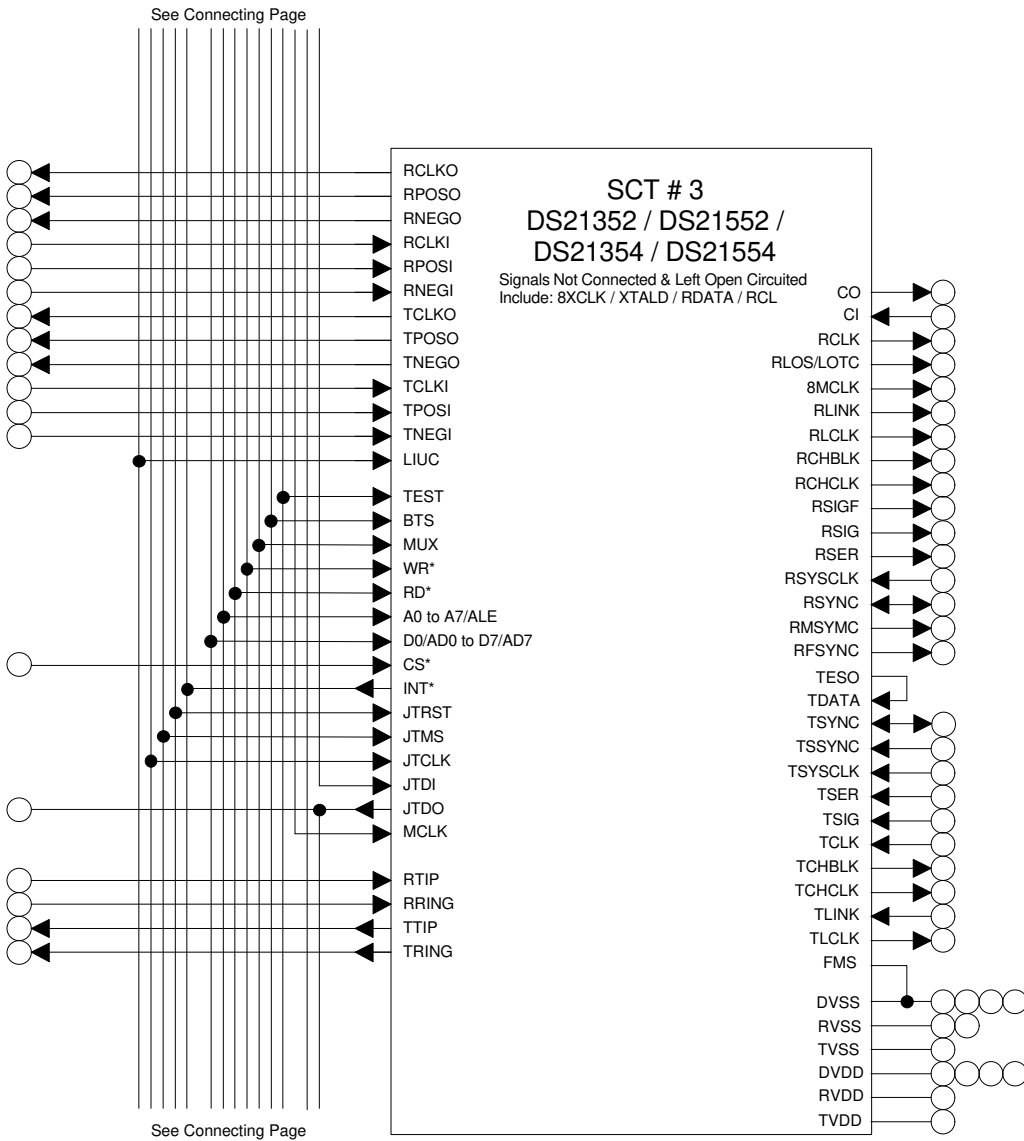 See Connecting Page
SCT # 3
DS21352 / DS21552 /
DS21354 / DS21554
Signals Not Connected & Left Open Circuited
Include: 8XCLK / XTALD / RDATA / RCL
RCLKO
RPOSO
RNEGO
RCLKI
RPOSI
RNEGI
TCLKO
TPOSO
TNEGO
TCLKI
TPOSI
TNEGI
LIUC
TEST
BTS
MUX
WR*
RD*
A0 to A7/ALE
D0/AD0 to D7/AD7
CS*
INT*
JTRST
JTMS
JTCLK
JTDI
JTDO
MCLK
RTIP
RRING
TTIP
TRING
CO
CI
RCLK
RLOS/LOTC
8MCLK
RLINK
RLCLK
RCHBLK
RCHCLK
RSIGF
RSIG
RSER
RSYSCLK
RSYNC
RMSYMC
RFSYNC
TESO
TDATA
TSYNC
TSSYNC
TSYSCLK
TSER
TSIG
TCLK
TCHBLK
TCHCLK
TLINK
TLCLK
FMS
DVSS
RVSS
TVSS
DVDD
RVDD
TVDD
See Connecting Page